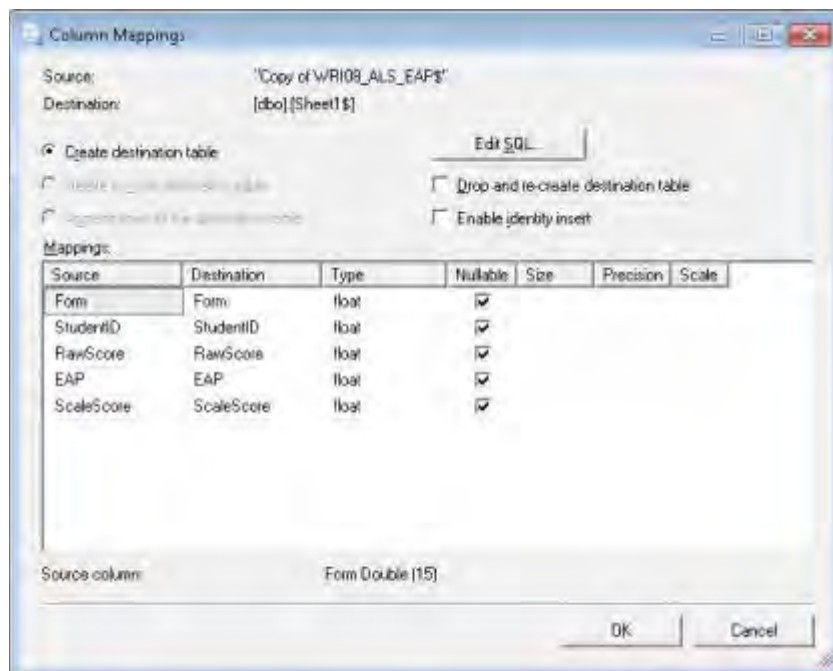 Column Mappings
Source: "Copy of WRI09_ALS_EAP$"
Destination: [dbo].[Sheet1$]
Create destination table
Edit SQL...
Drop and re-create destination table
Enable identity insert
Mappings:
Source Destination Type Nullable Size Precision Scale
Form Form float
StudentID StudentID float
RawScore RawScore float
EAP EAP float
ScaleScore ScaleScore float
Source column: Form Double (15)
OK Cancel